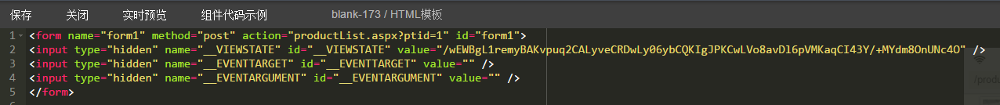 保存 关闭 实时预览 组件代码示例 blank-173 / HTML模板
1 <form name="form1" method="post" action="productList.aspx?ptid=1" id="form1">
2 <input type="hidden" name="__VIEWSTATE" id="__VIEWSTATE" value="/wEWBgL1remyBAKvpuq2CALyveCRDwLy06ybCQKIgJPKCwLVo8avDl6pVMKaqCI43Y/+MYdm8OnUNc4O" />
3 <input type="hidden" name="__EVENTTARGET" id="__EVENTTARGET" value="" />
4 <input type="hidden" name="__EVENTARGUMENT" id="__EVENTARGUMENT" value="" />
5 </form>